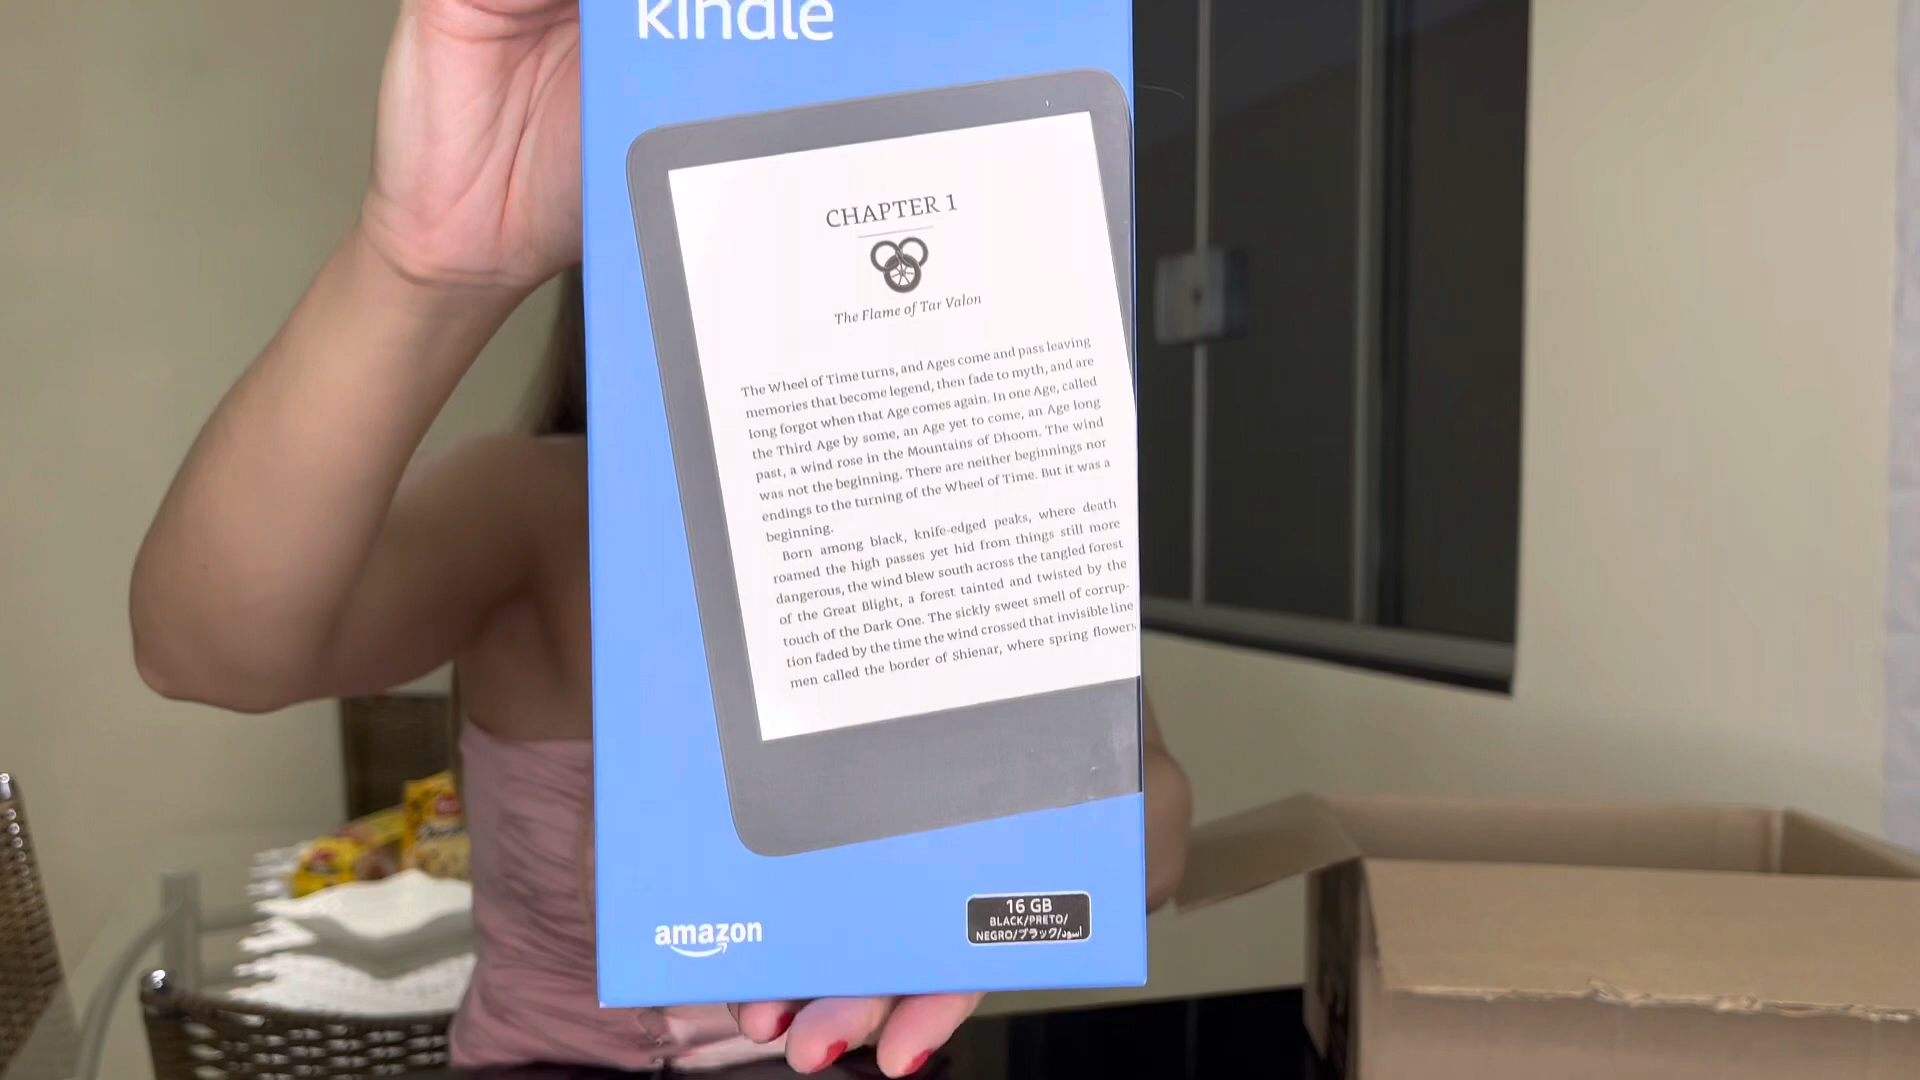 kindle
CHAPTER 1
The Flame of Tar Valon
The Wheel of Time turns, and Ages come and pass leaving
memories that become legend, then fade to myth, and are
long forgot when that Age comes again. In one Age, called
the Third Age by some, an Age yet to come, an Age long
past, a wind rose in the Mountains of Dhoom. The wind
was not the beginning. There are neither beginnings nor
endings to the turning of the Wheel of Time. But it was a
beginning.
Born among black, knife-edged peaks, where death
roamed the high passes yet hid from things still more
dangerous, the wind blew south across the tangled forest
of the Great Blight, a forest tainted and twisted by the
touch of the Dark One. The sickly sweet smell of corrup-
tion faded by the time the wind crossed that invisible line
men called the border of Shienar, where spring flowers
amazon
16 GB
BLACK/PRETO/
NEGRO/ブラック/أسود